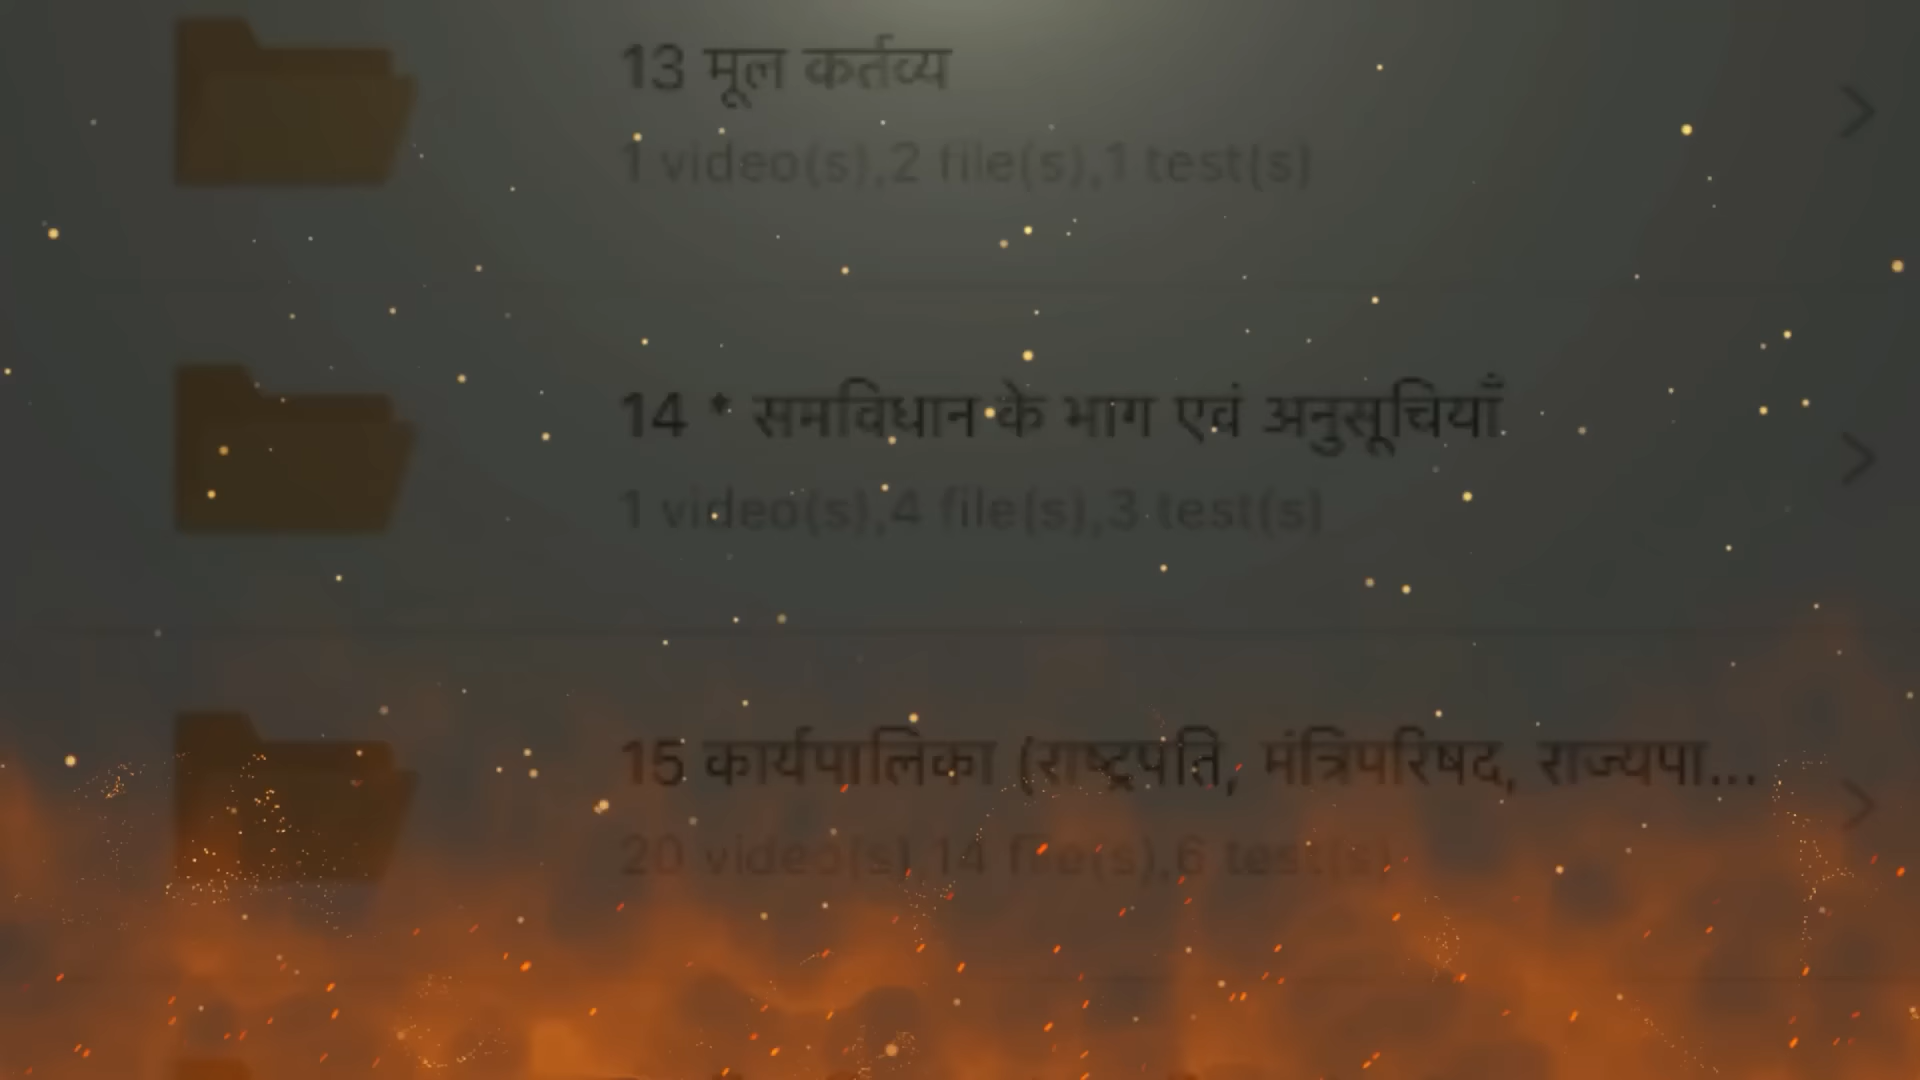 13 मूल कर्तव्य
1 video(s),2 file(s),1 test(s)
14 * समविधान के भाग एवं अनुसूचियाँ
1 video(s),4 file(s),3 test(s)
15 कार्यपालिका (राष्ट्रपति, मंत्रिपरिषद, राज्यपा...
20 video(s),14 file(s),6 test(s)